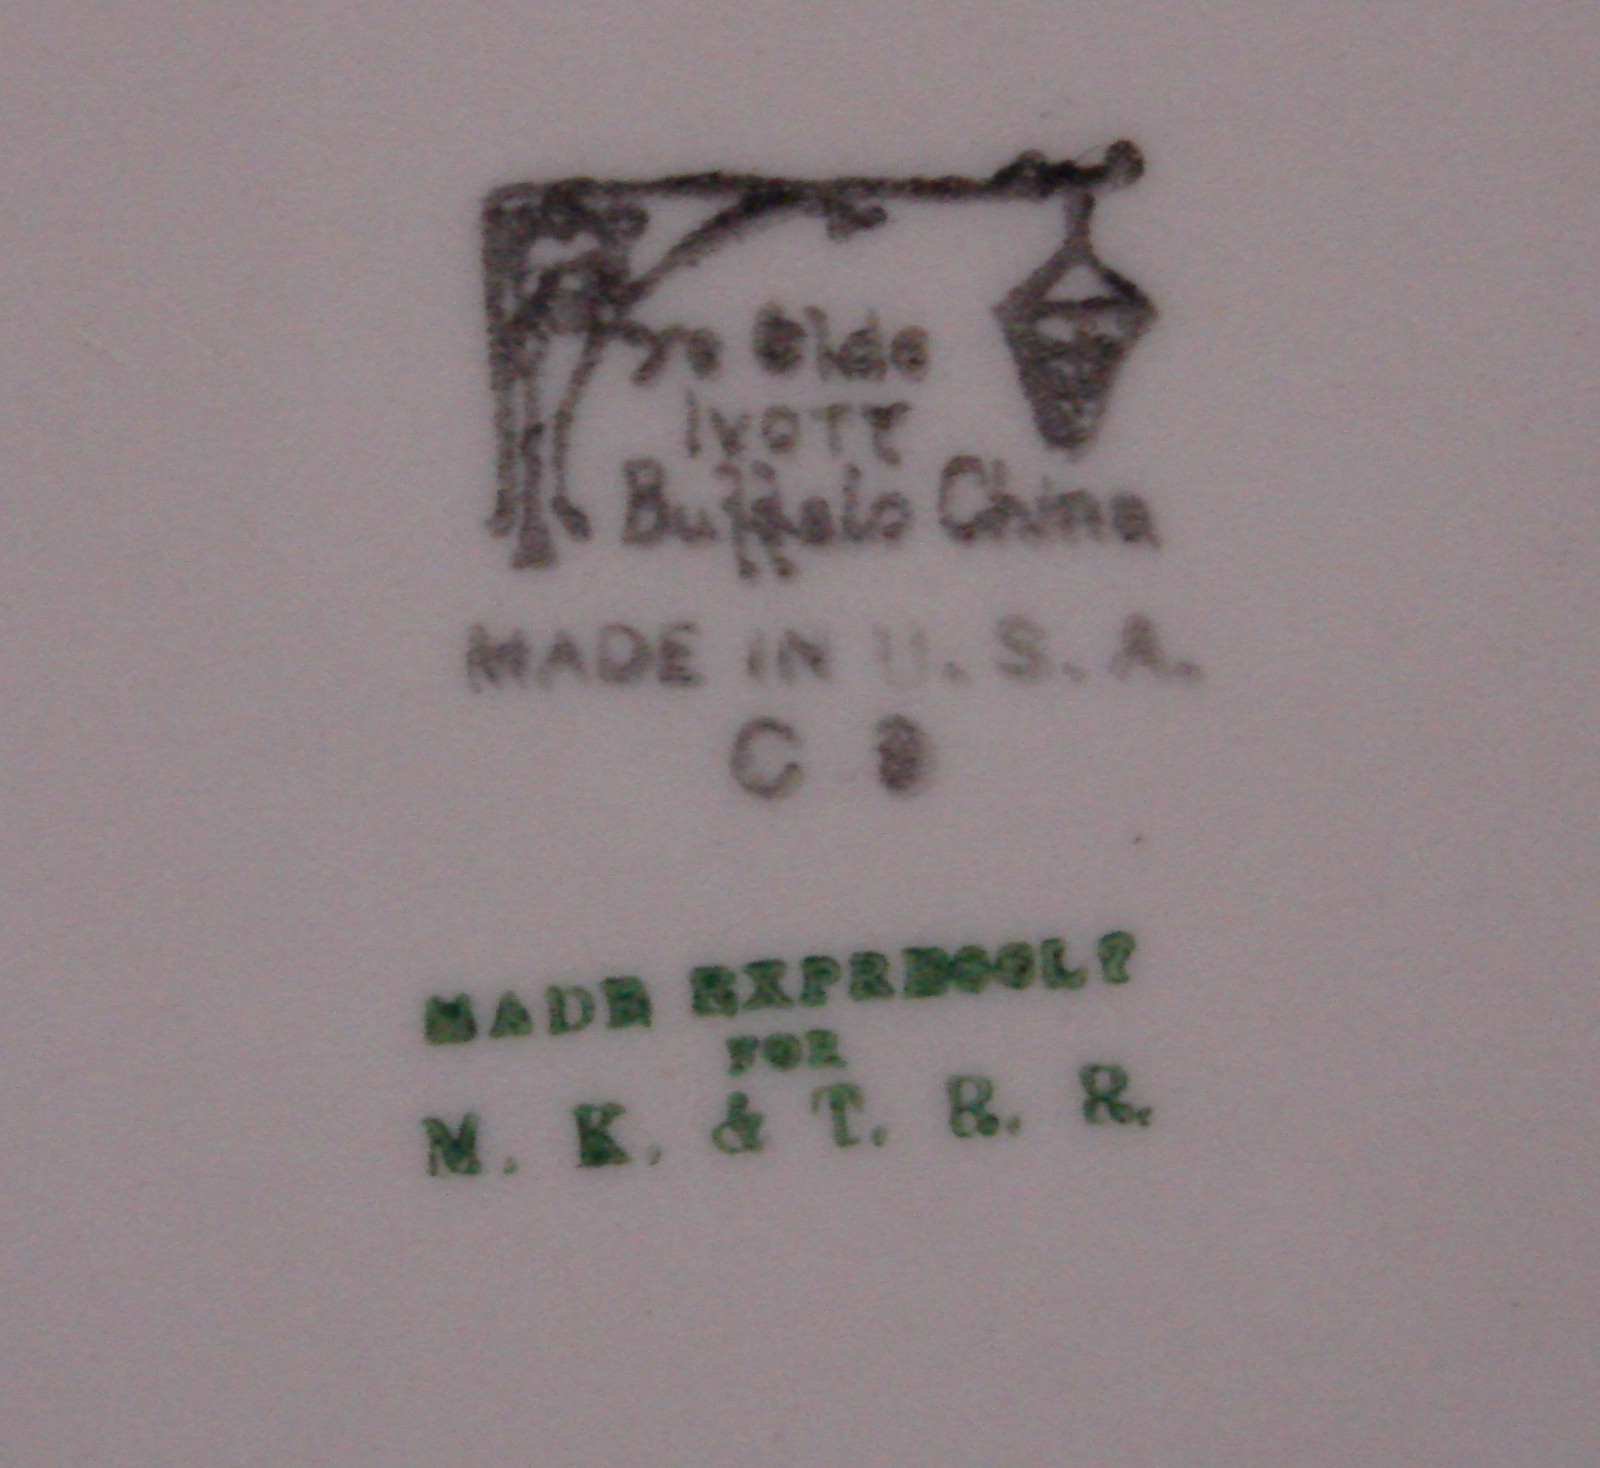 Ye Olde
IVORY
Buffalo China
MADE IN U. S. A.
C
MADE EXPRESSLY
FOR
M. K. & T. R. R.